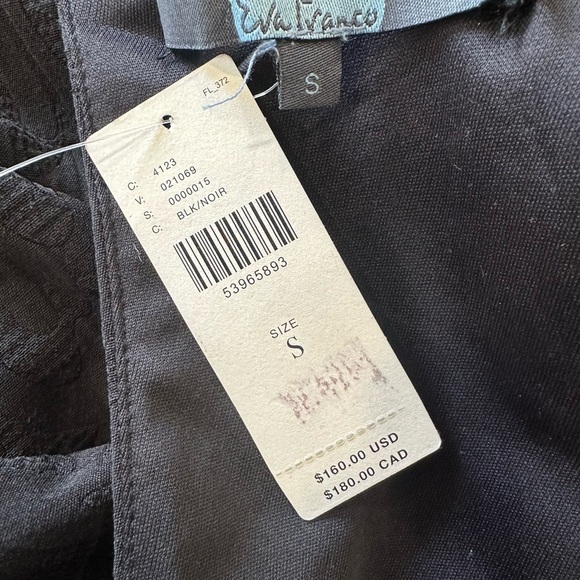 Eva Franco
S
FL_372
C: 4123
V: 021069
S: 0000015
C: BLK/NOIR
53965893
SIZE
S
$160.00 USD
$180.00 CAD